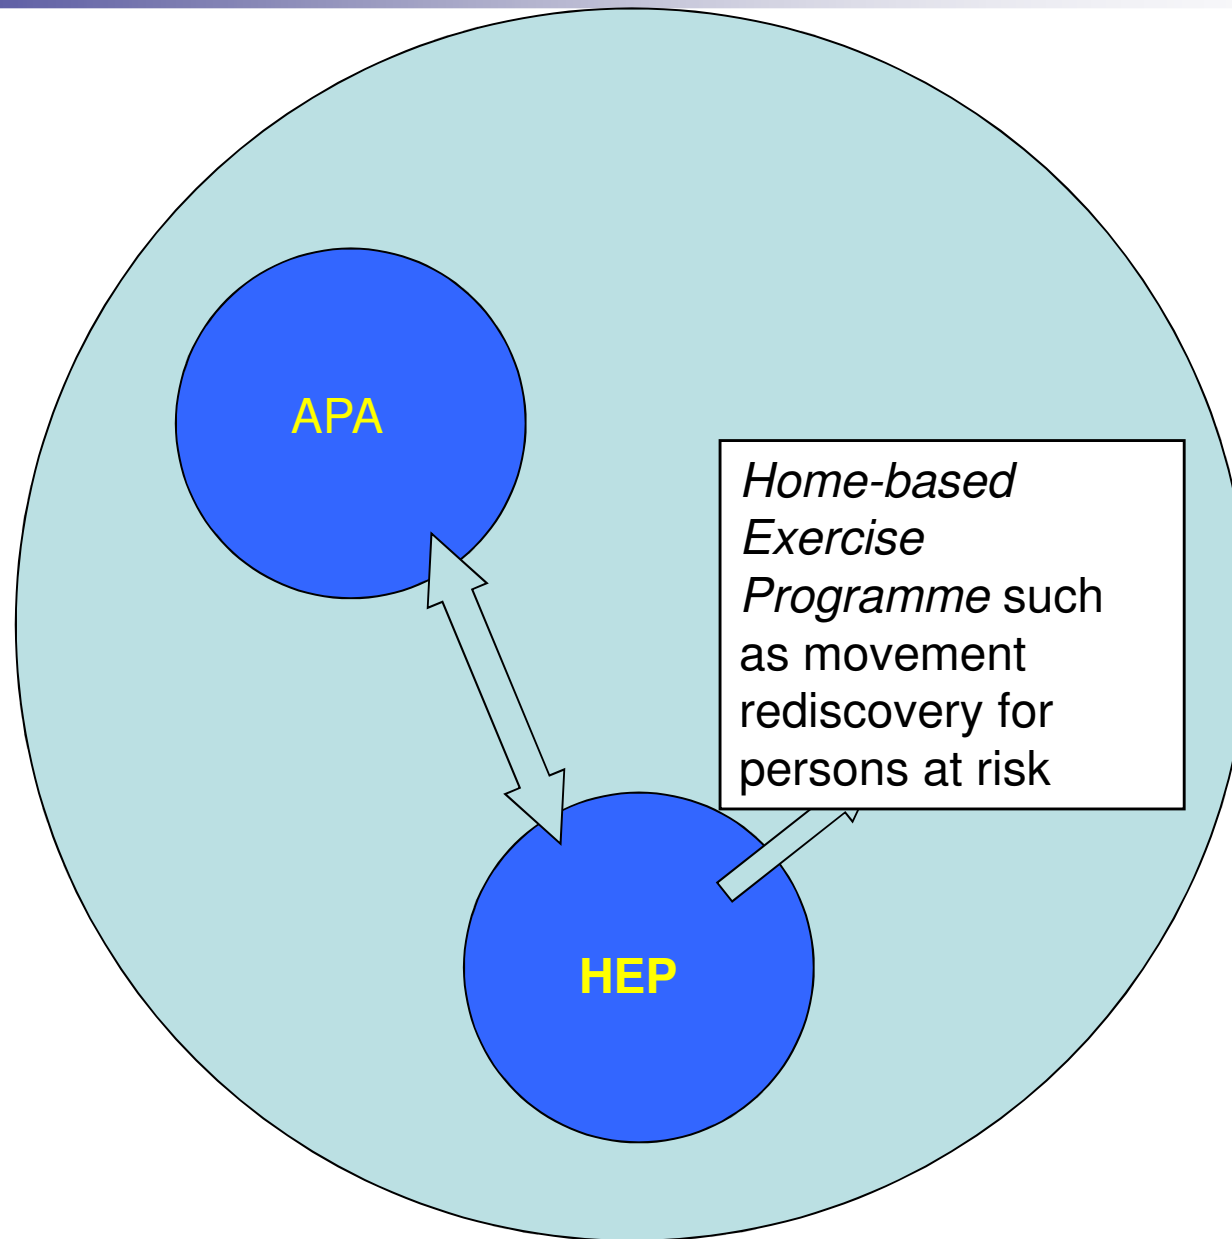 APA
Home-based
Exercise
Programme such
as movement
rediscovery for
persons at risk
HEP